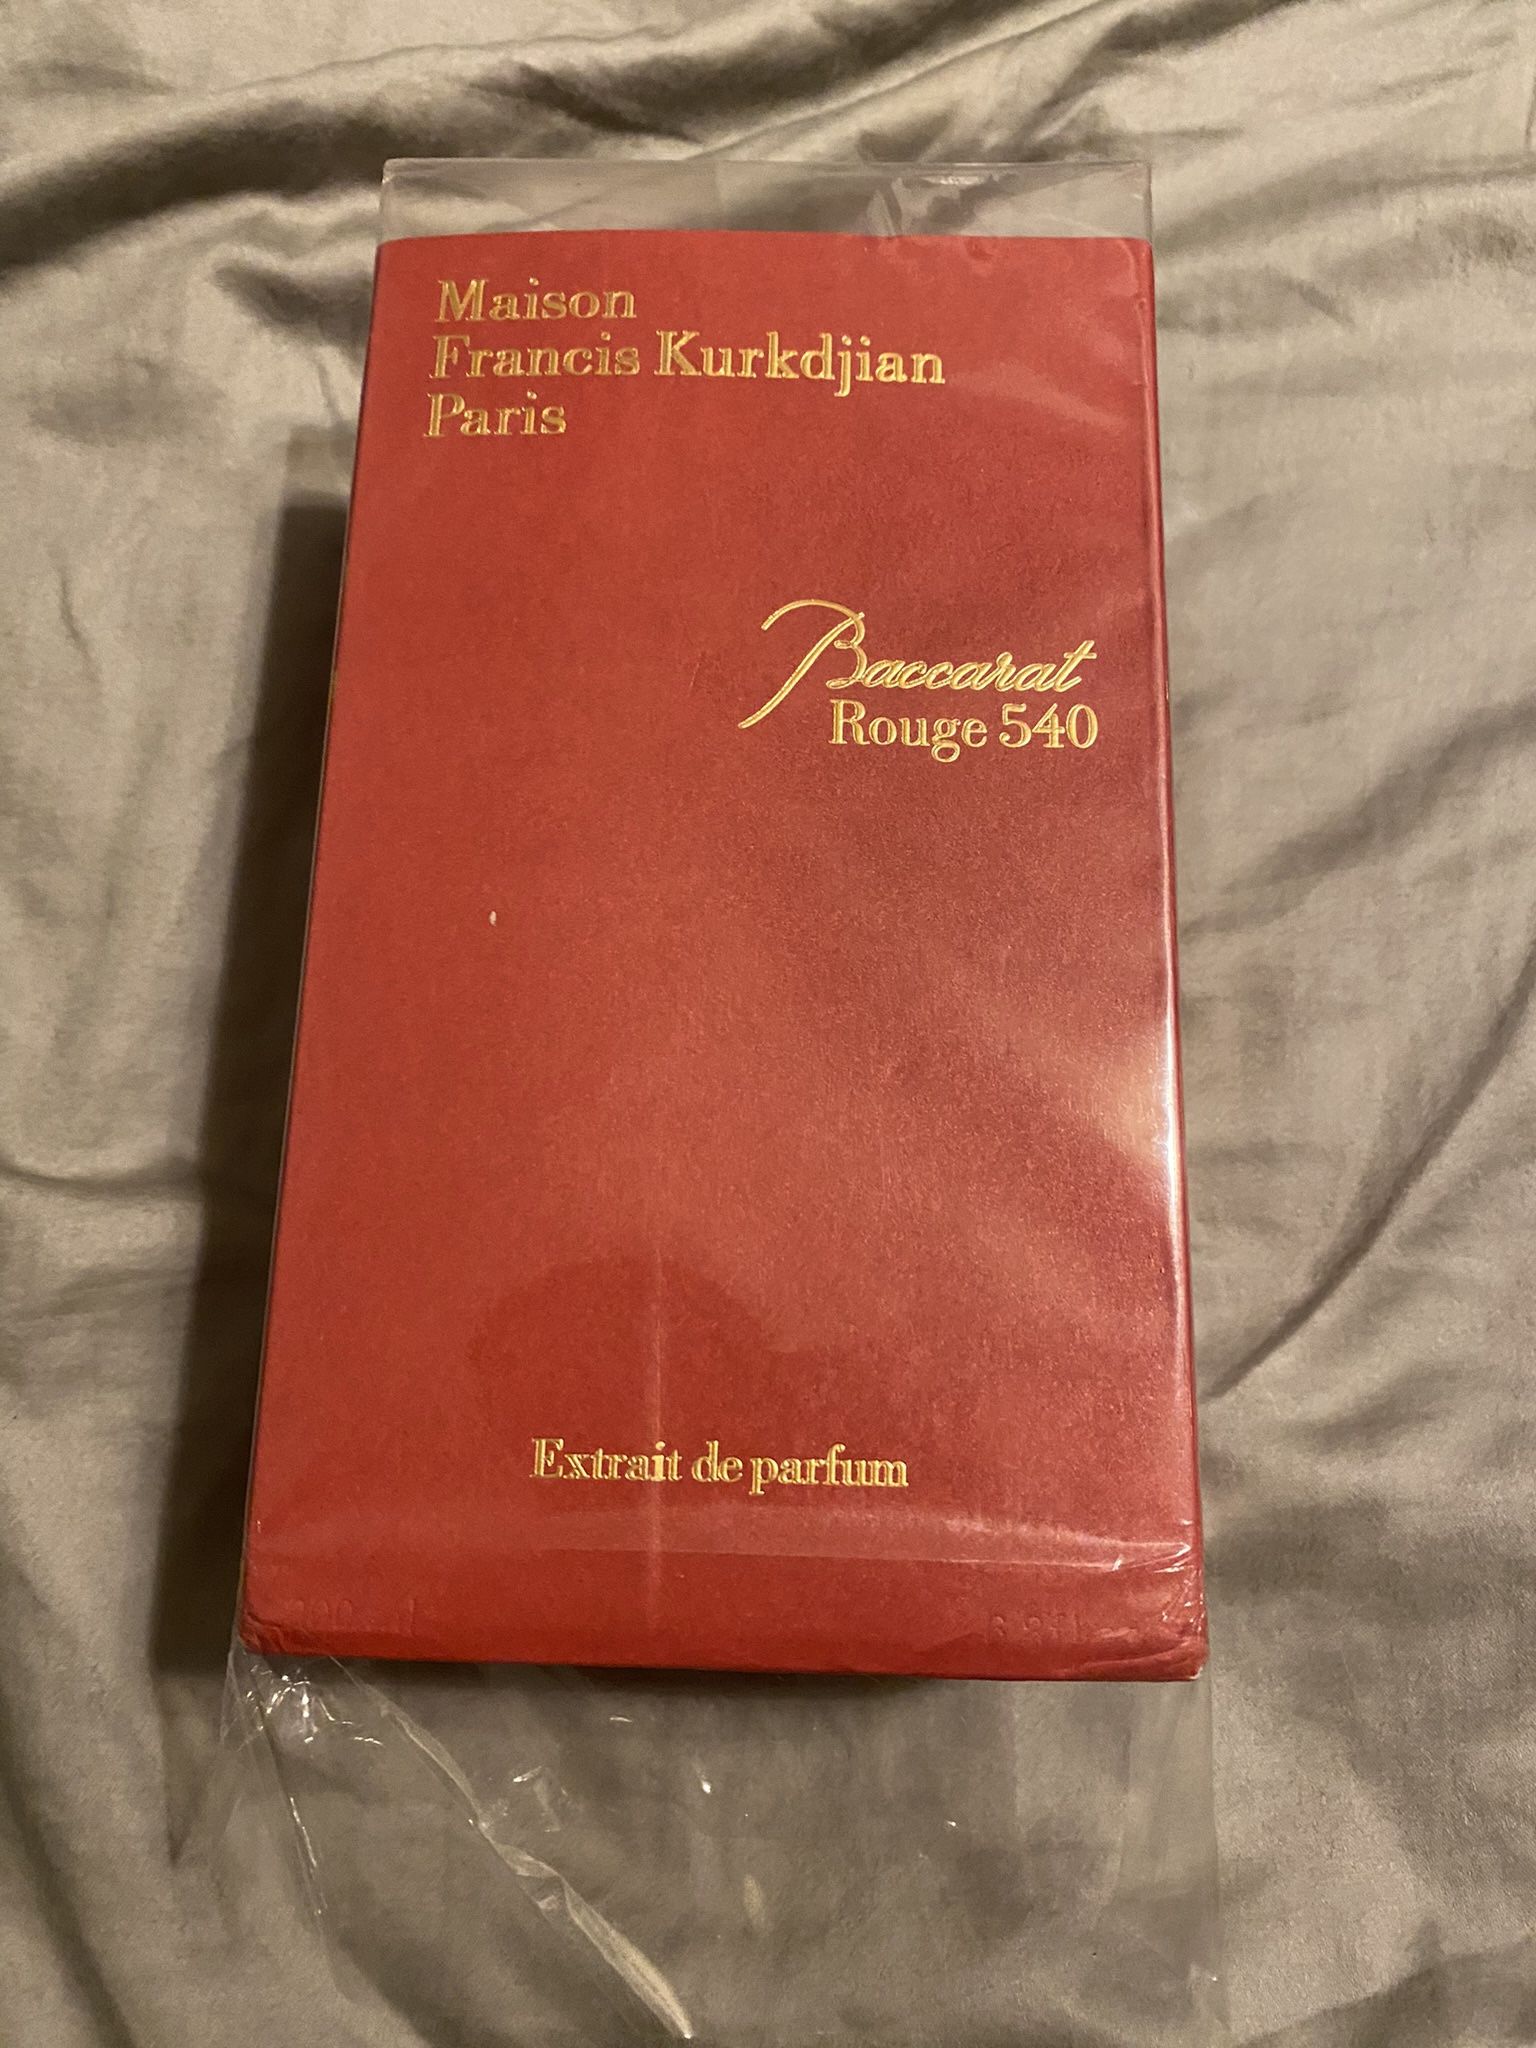 Maison
Francis Kurkdjian
Paris
Baccarat
Rouge 540
Extrait de parfum